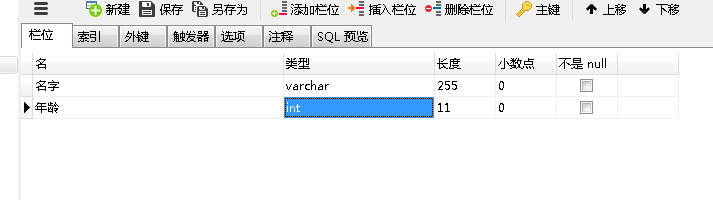 新建 保存 另存为 添加栏位 插入栏位 删除栏位 主键 上移 下移
栏位 索引 外键 触发器 选项 注释 SQL 预览
名 类型 长度 小数点 不是 null
名字 varchar 255 0
年龄 int 11 0